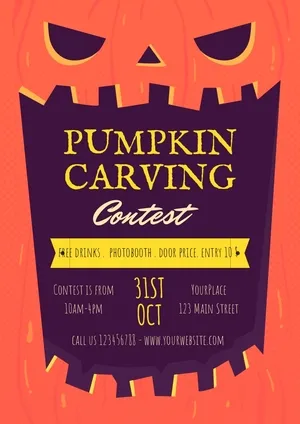 PUMPKIN
CARVING
Contest
FREE DRINKS . PHOTOBOOTH . DOOR PRICE. ENTRY 10 $
CONTEST IS FROM
10AM-4PM
31ST
OCT
YOURPLACE
123 MAIN STREET
CALL US 123456788 - WWW.YOURWEBSITE.COM